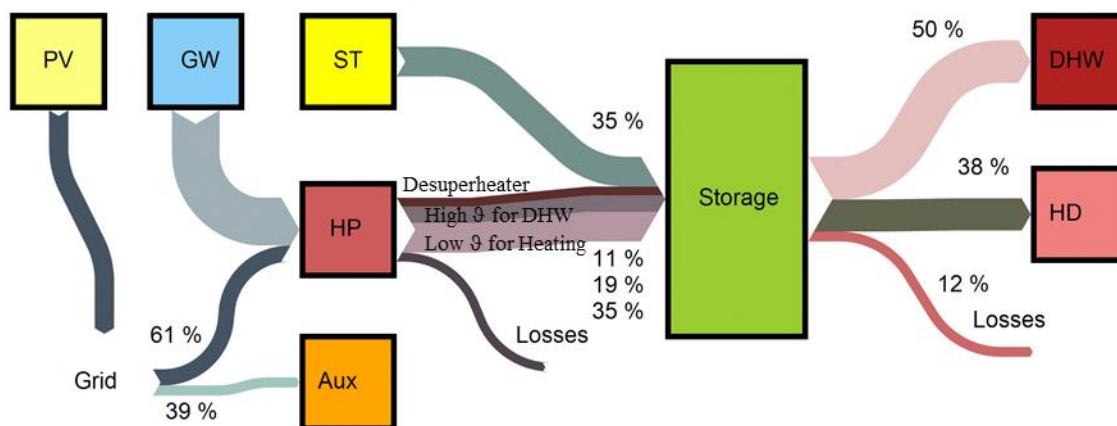 PV
GW
ST
50 %
DHW
35 %
38 %
Desuperheater
High ϑ for DHW
Low ϑ for Heating
HP
Storage
HD
11 %
19 %
35 %
12 %
Losses
Losses
61 %
Grid
Aux
39 %